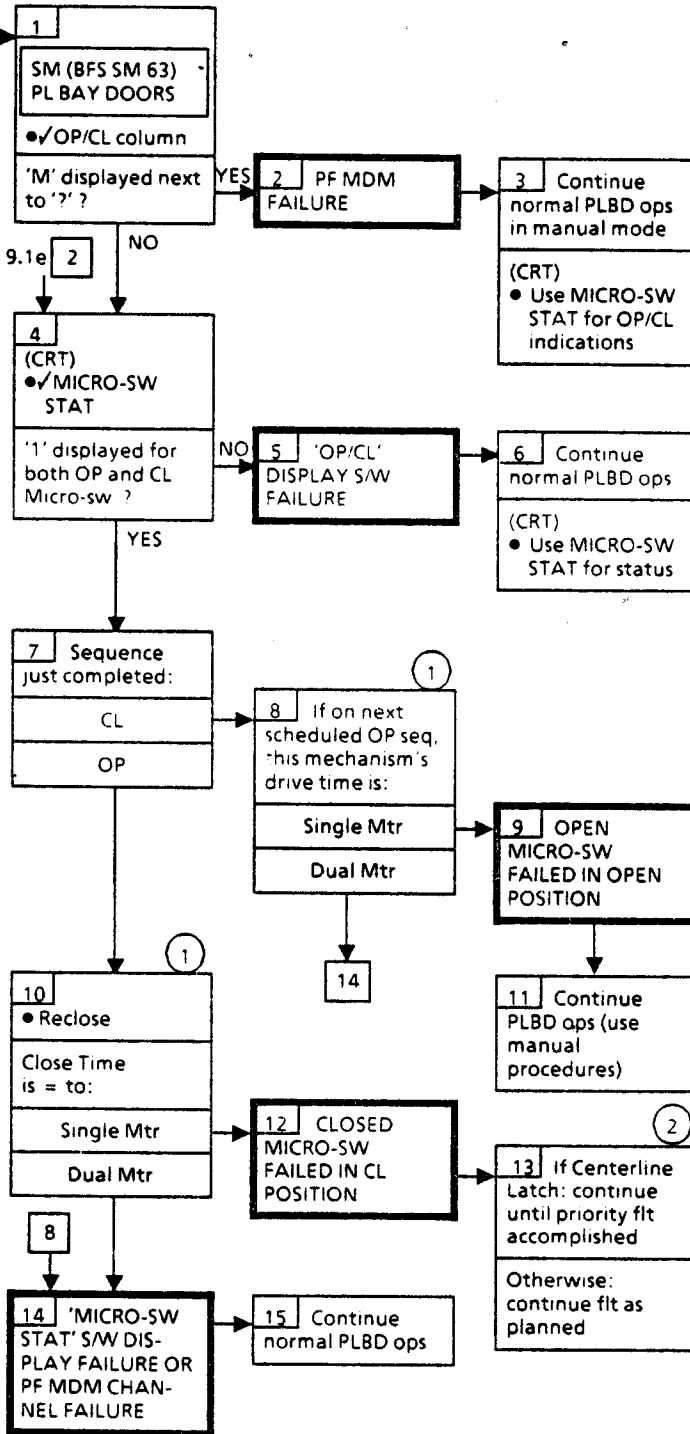 1
SM (BFS SM 63)
PL BAY DOORS
●✓OP/CL column
'M' displayed next
to '?' ?
YES
NO
2 PF MDM
FAILURE
3 Continue
normal PLBD ops
in manual mode
(CRT)
● Use MICRO-SW
STAT for OP/CL
indications
9.1e 2
4
(CRT)
●✓MICRO-SW
STAT
'1' displayed for
both OP and CL
Micro-sw ?
NO
YES
5 'OP/CL'
DISPLAY S/W
FAILURE
6 Continue
normal PLBD ops
(CRT)
● Use MICRO-SW
STAT for status
7 Sequence
just completed:
CL
OP
1
8 If on next
scheduled OP seq,
this mechanism's
drive time is:
Single Mtr
Dual Mtr
14
9 OPEN
MICRO-SW
FAILED IN OPEN
POSITION
11 Continue
PLBD ops (use
manual
procedures)
1
10
● Reclose
Close Time
is = to:
Single Mtr
Dual Mtr
12 CLOSED
MICRO-SW
FAILED IN CL
POSITION
2
13 If Centerline
Latch: continue
until priority flt
accomplished
Otherwise:
continue flt as
planned
8
14 'MICRO-SW
STAT' S/W DIS-
PLAY FAILURE OR
PF MDM CHAN-
NEL FAILURE
15 Continue
normal PLBD ops